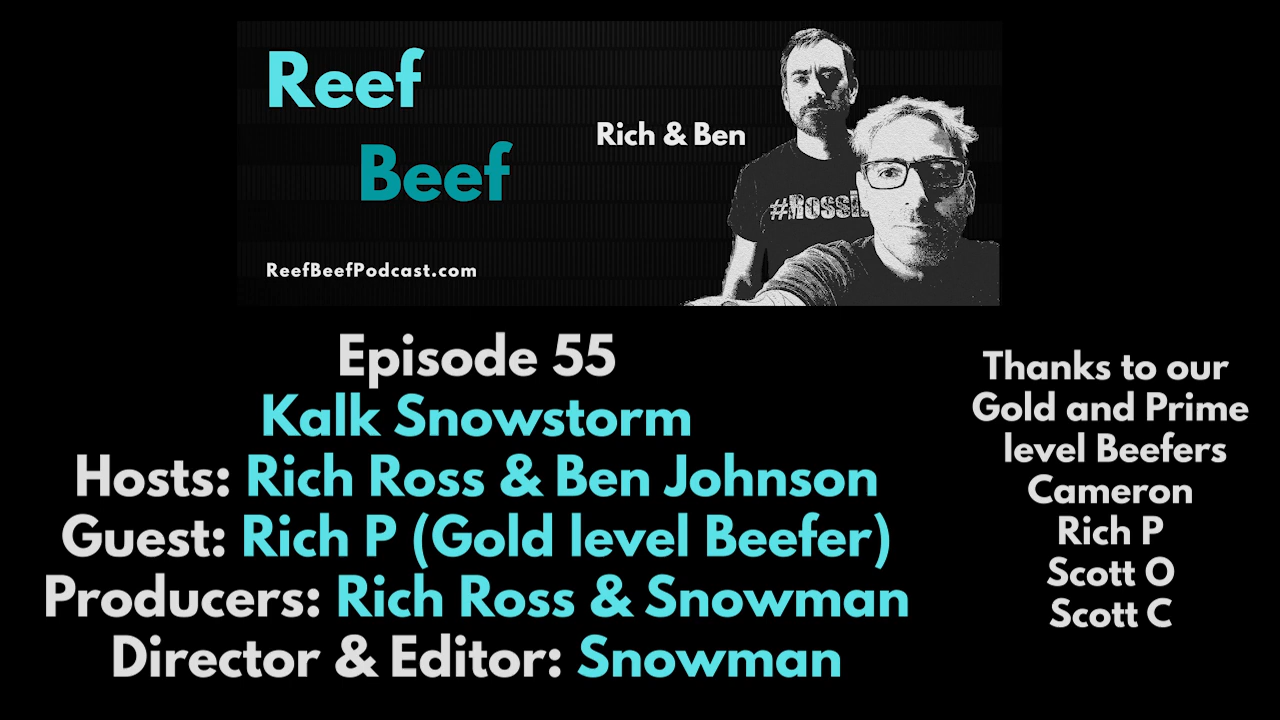 Reef
Beef
Rich & Ben
ReefBeefPodcast.com
Episode 55
Kalk Snowstorm
Hosts: Rich Ross & Ben Johnson
Guest: Rich P (Gold level Beefer)
Producers: Rich Ross & Snowman
Director & Editor: Snowman
Thanks to our
Gold and Prime
level Beefers
Cameron
Rich P
Scott O
Scott C